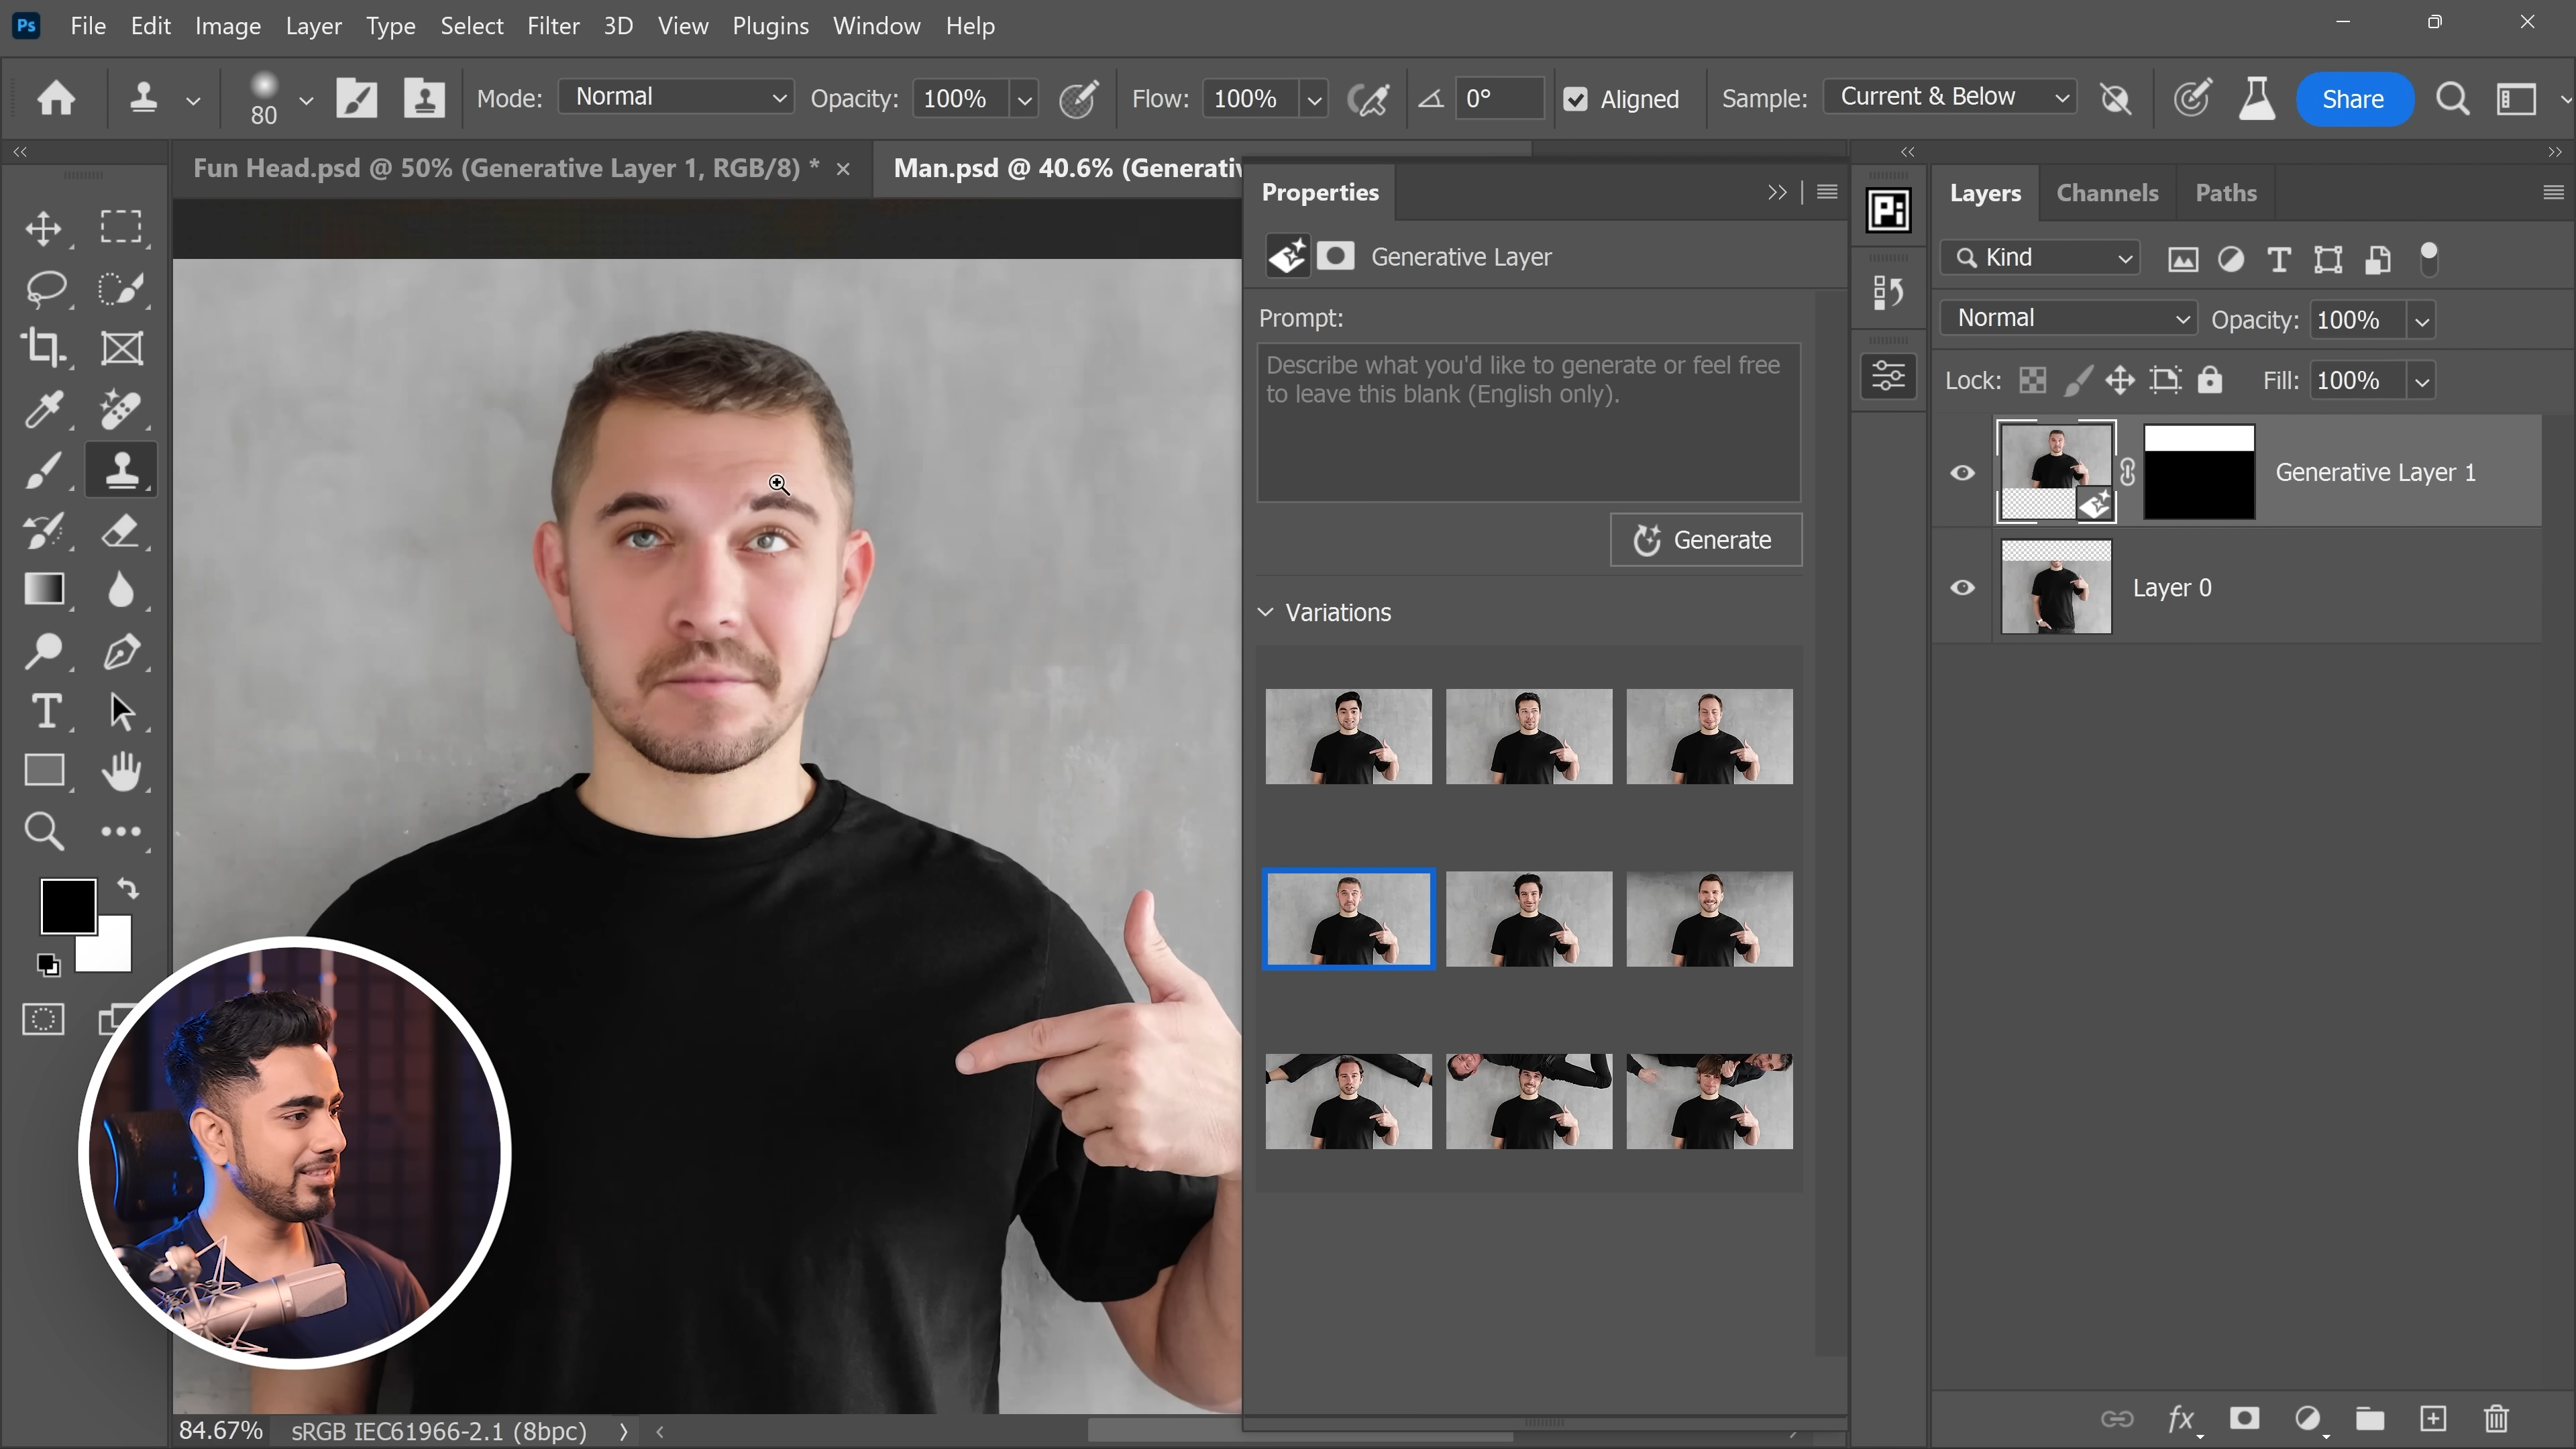 Ps File Edit Image Layer Type Select Filter 3D View Plugins Window Help
80 Mode: Normal Opacity: 100% Flow: 100% 0° Aligned Sample: Current & Below Share
Fun Head.psd @ 50% (Generative Layer 1, RGB/8) *
Man.psd @ 40.6% (Generativ
Properties
Generative Layer
Prompt:
Describe what you'd like to generate or feel free
to leave this blank (English only).
Generate
Variations
Pi
Layers Channels Paths
Kind
Normal Opacity: 100%
Lock: Fill: 100%
Generative Layer 1
Layer 0
fx
84.67% sRGB IEC61966-2.1 (8bpc)